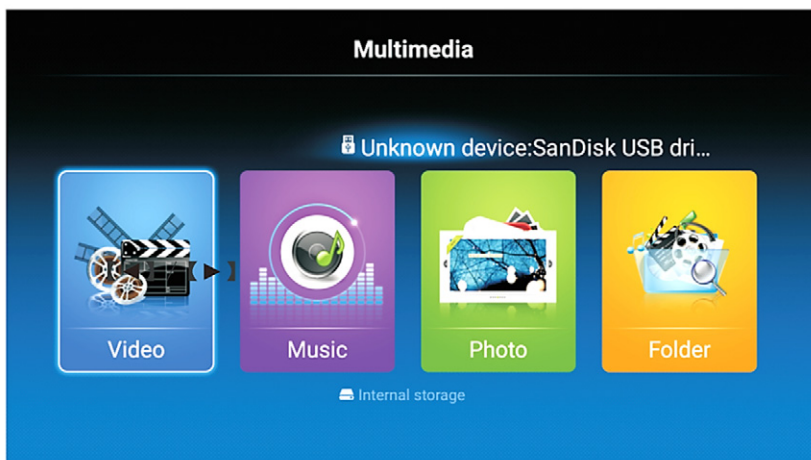 Multimedia
Unknown device:SanDisk USB dri...
Video
Music
Photo
Folder
Internal storage